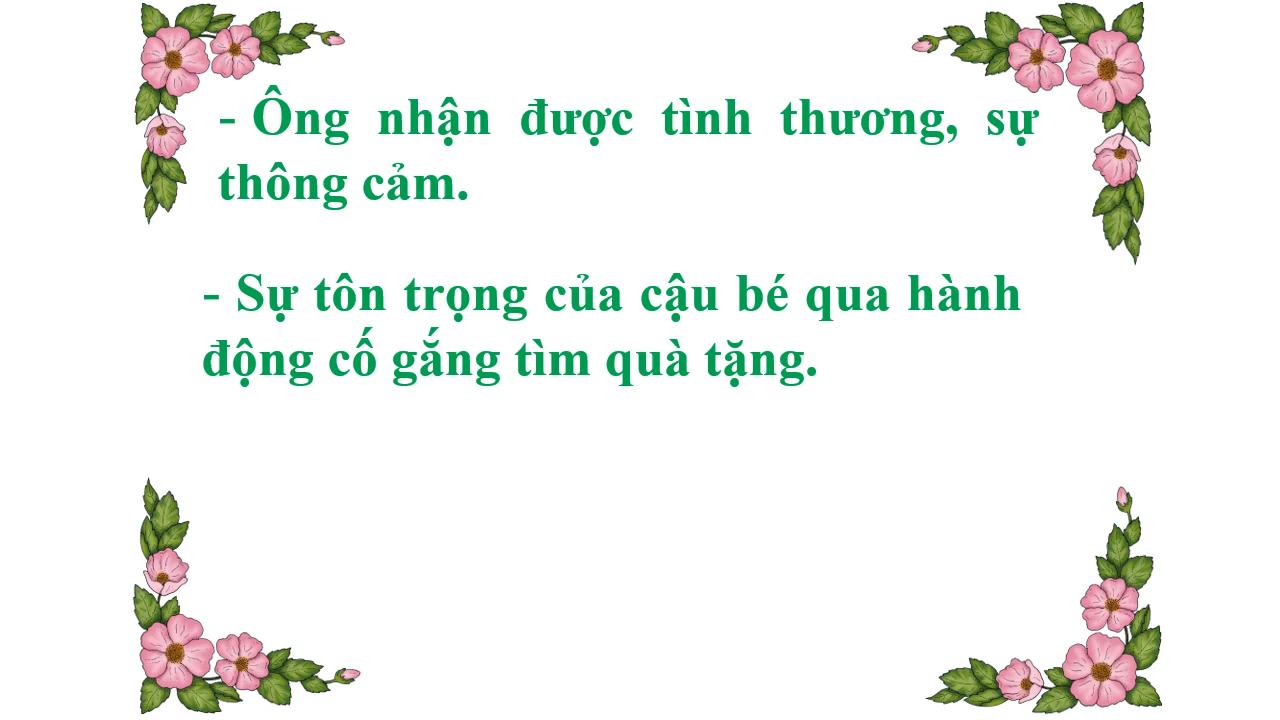 - Ông nhận được tình thương, sự
thông cảm.
- Sự tôn trọng của cậu bé qua hành
động cố gắng tìm quà tặng.